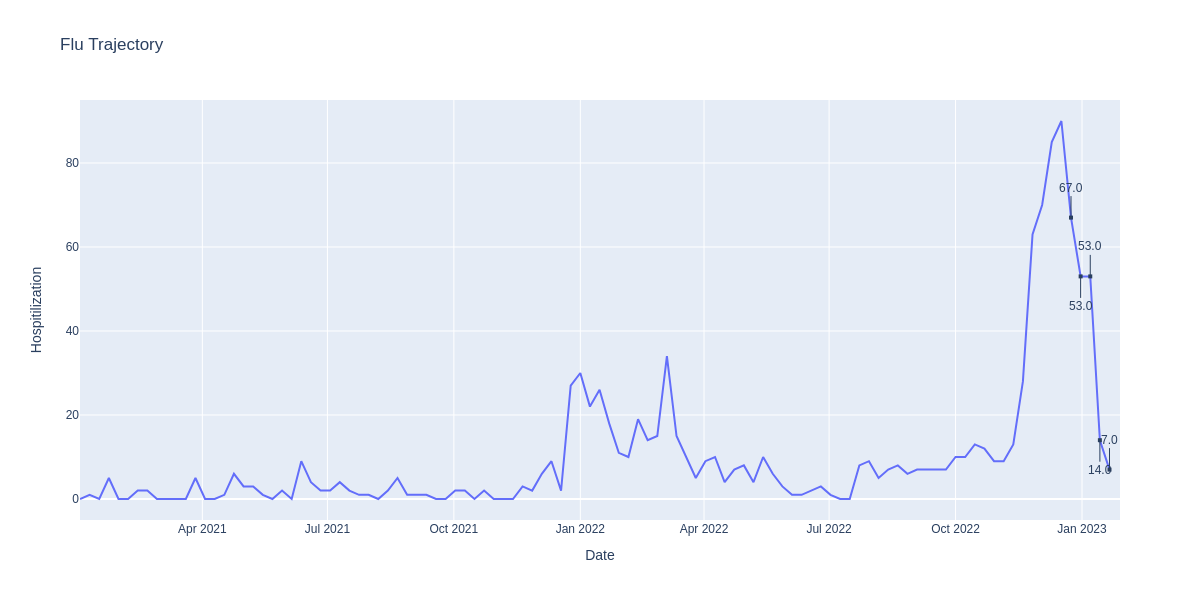 Flu Trajectory
Hospitilization
80
60
40
20
0
67.0
53.0
53.0
7.0
14.0
Apr 2021
Jul 2021
Oct 2021
Jan 2022
Apr 2022
Jul 2022
Oct 2022
Jan 2023
Date